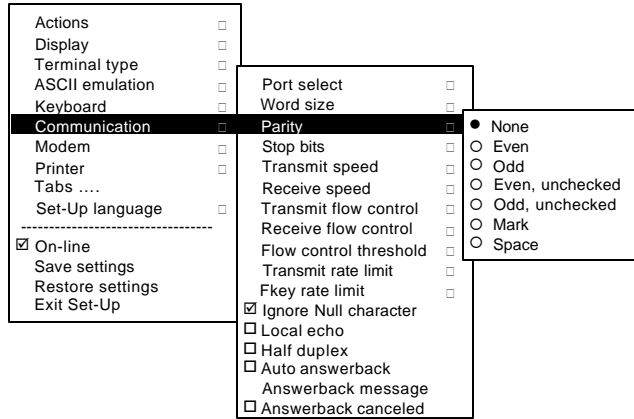 Actions
Display
Terminal type
ASCII emulation
Keyboard
Communication
Modem
Printer
Tabs ....
Set-Up language
----------------------------------
On-line
Save settings
Restore settings
Exit Set-Up
Port select
Word size
Parity
Stop bits
Transmit speed
Receive speed
Transmit flow control
Receive flow control
Flow control threshold
Transmit rate limit
Fkey rate limit
Ignore Null character
Local echo
Half duplex
Auto answerback
Answerback message
Answerback canceled
None
Even
Odd
Even, unchecked
Odd, unchecked
Mark
Space